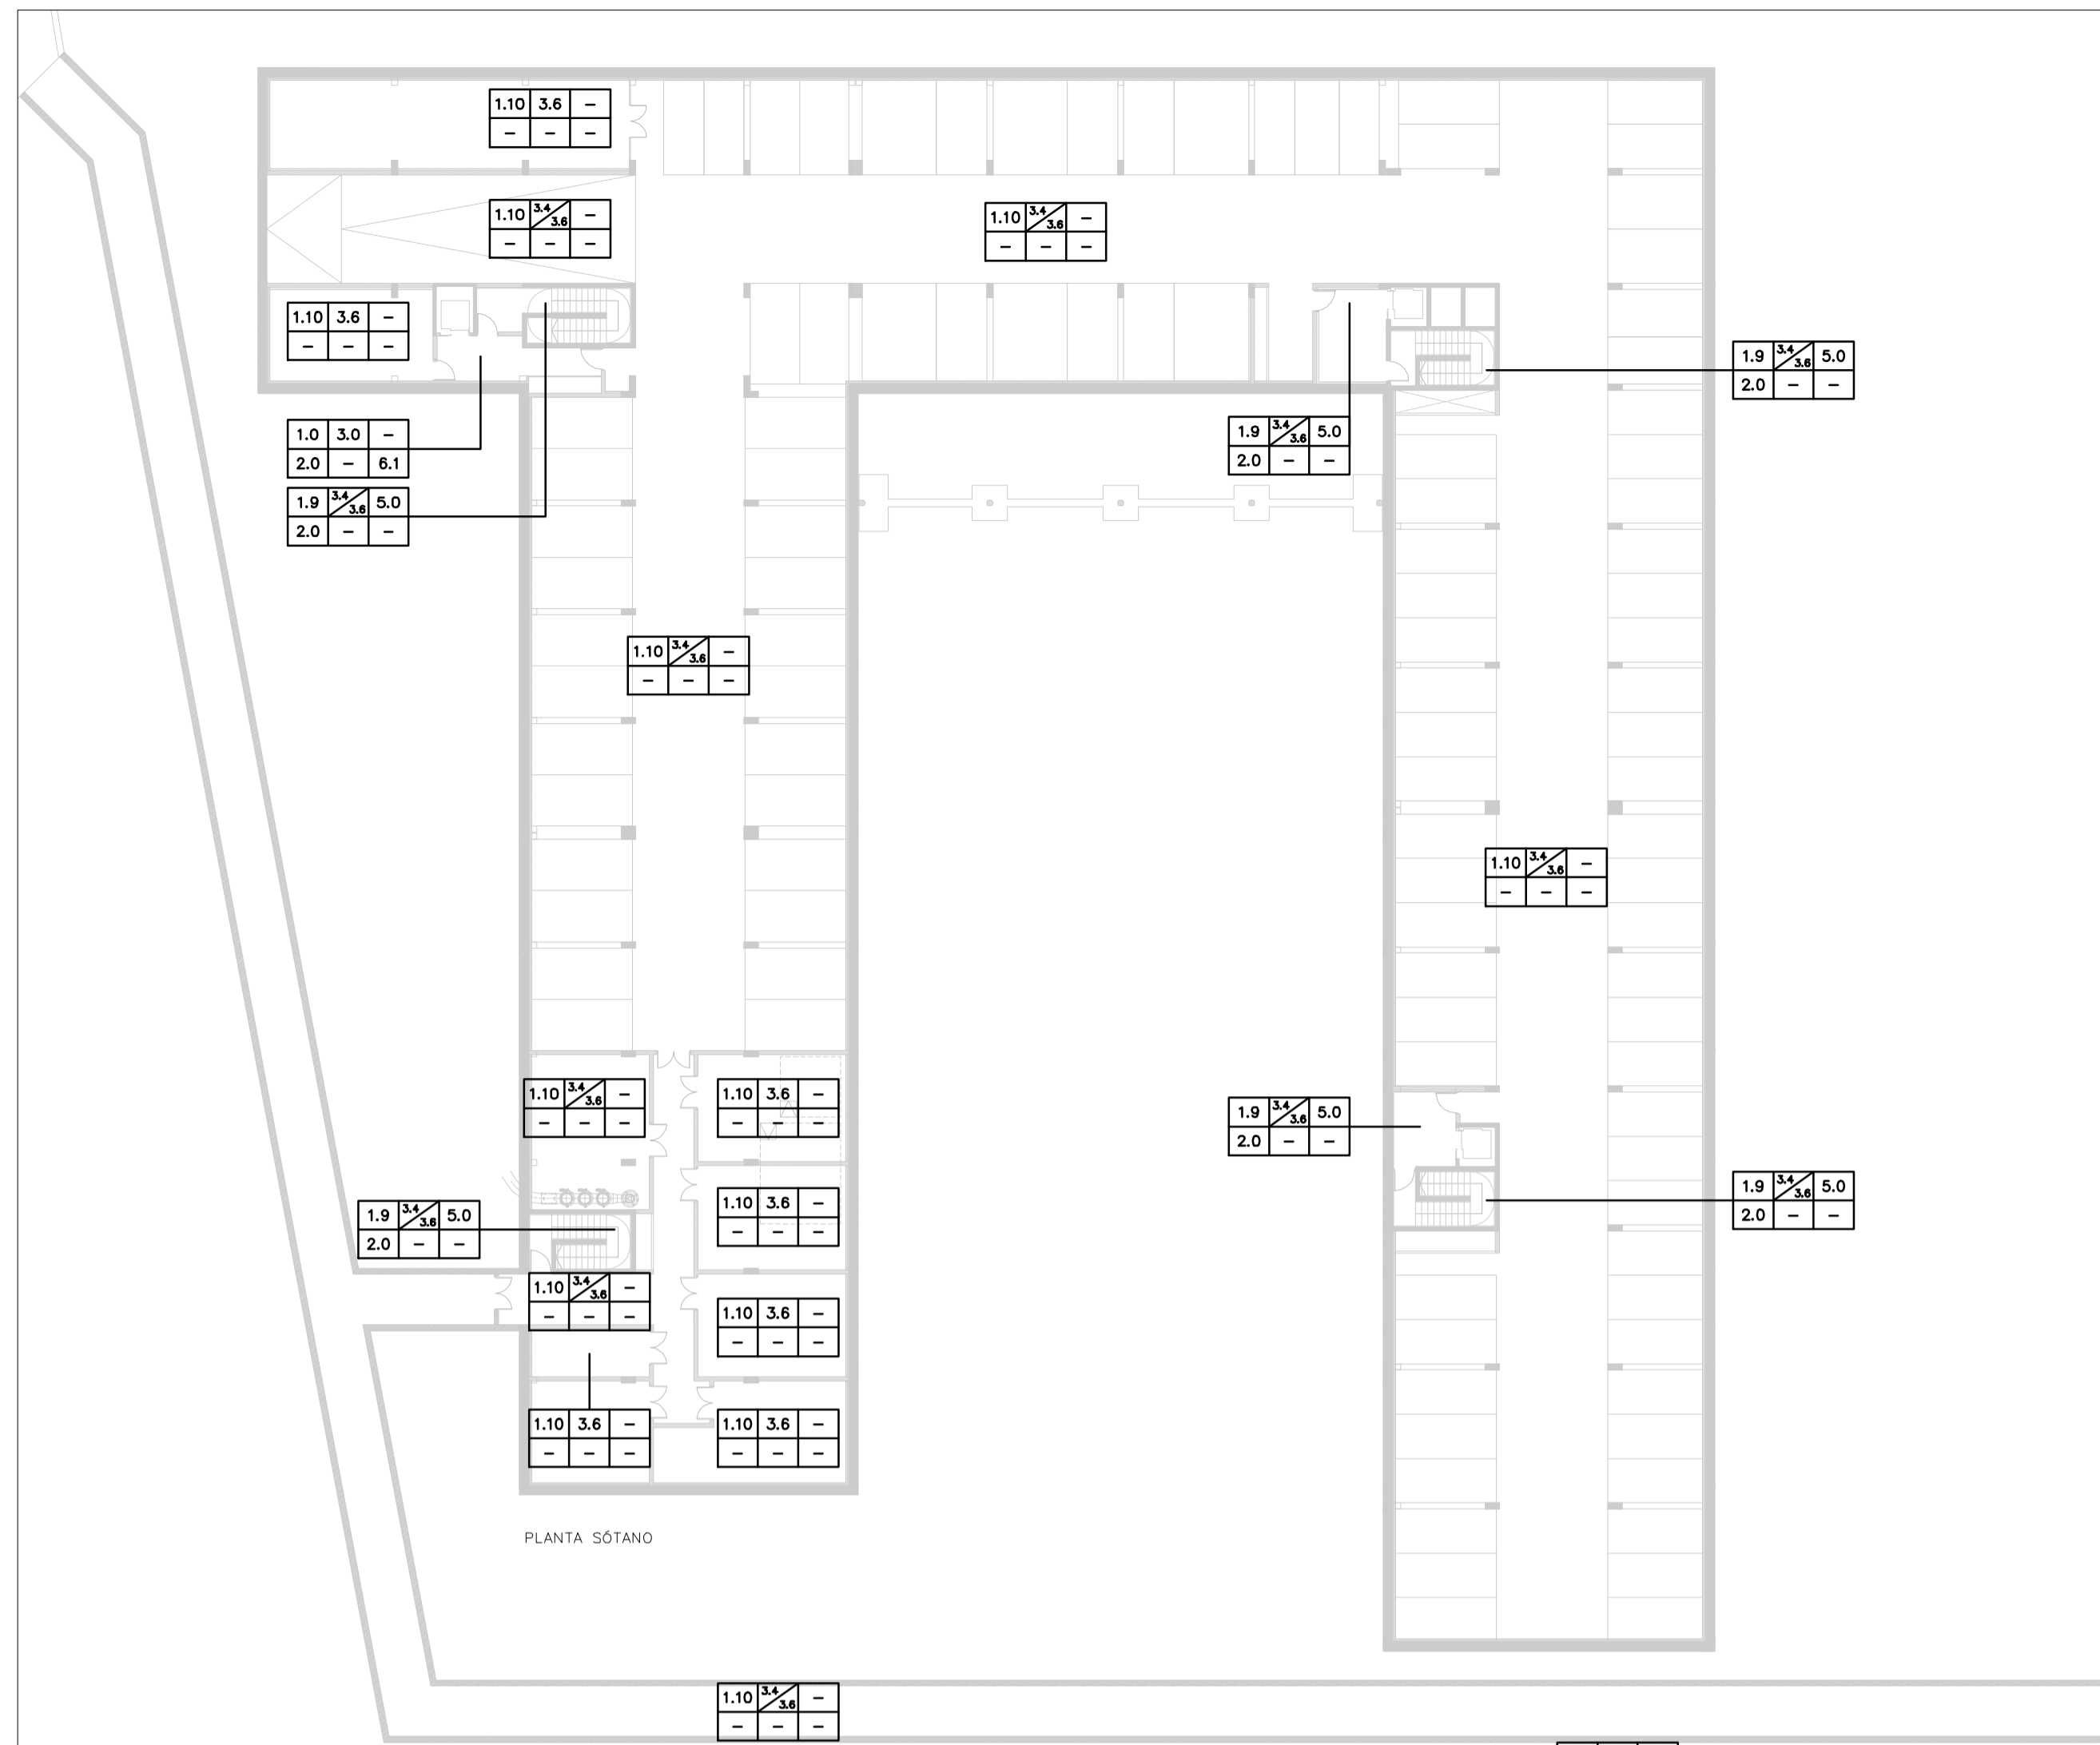 1.10 3.6 –
– – –
1.10 3.4 3.6 –
– – –
1.10 3.4 3.6 –
– – –
1.10 3.6 –
– – –
1.9 3.4 3.6 5.0
2.0 – –
1.0 3.0 –
2.0 – 6.1
1.9 3.4 3.6 5.0
2.0 – –
1.9 3.4 3.6 5.0
2.0 – –
1.10 3.4 3.6 –
– – –
1.10 3.4 3.6 –
– – –
1.10 3.4 3.6 –
– – –
1.10 3.6 –
– – –
1.9 3.4 3.6 5.0
2.0 – –
1.10 3.6 –
– – –
1.9 3.4 3.6 5.0
2.0 – –
1.9 3.4 3.6 5.0
2.0 – –
1.10 3.4 3.6 –
– – –
1.10 3.6 –
– – –
1.10 3.6 –
– – –
1.10 3.6 –
– – –
PLANTA SÓTANO
1.10 3.4 3.6 –
– – –